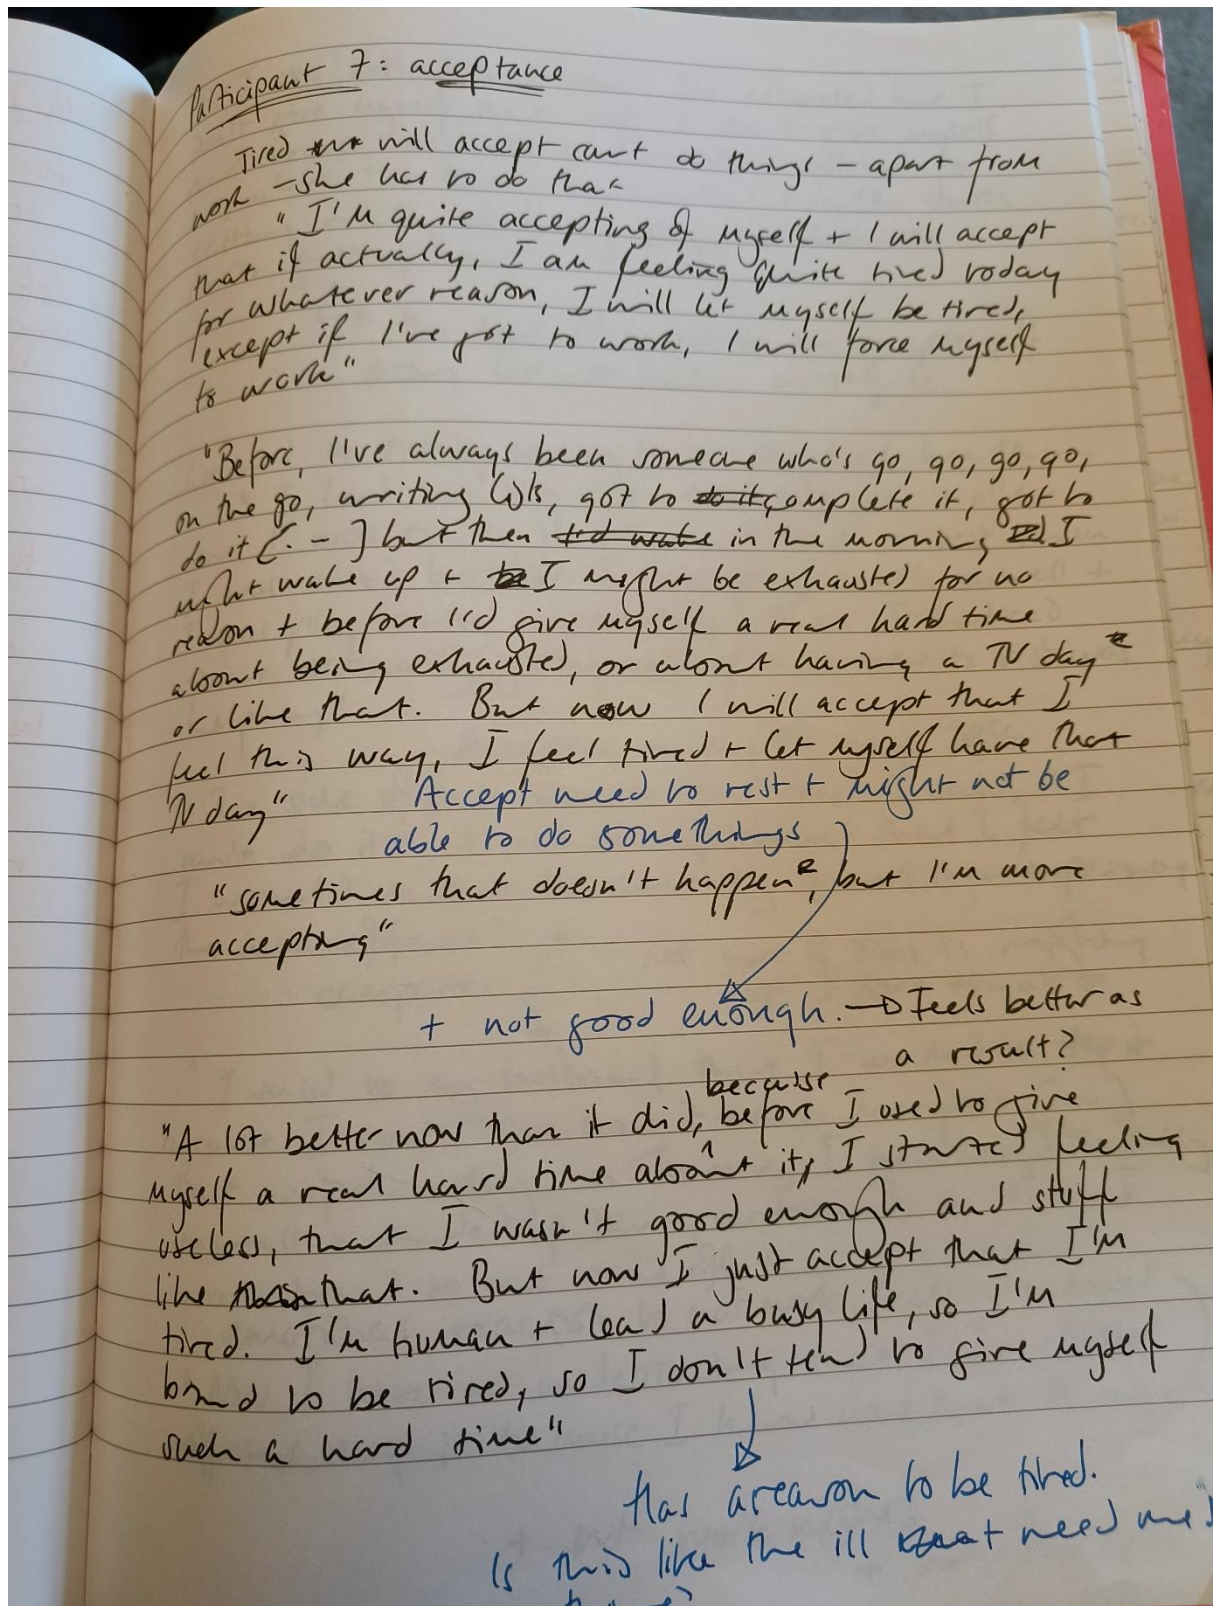 Participant 7: acceptance
Tired will accept can't do things – apart from
work – she has to do that
"I'm quite accepting of myself + I will accept
that if actually, I am feeling quite tired today
for whatever reason, I will let myself be tired,
except if I've got to work, I will force myself
to work"
"Before, I've always been someone who's go, go, go, go,
on the go, writing lists, got to do it, complete it, got to
do it [. –] but then I'd wake in the morning I
might wake up + I might be exhausted for no
reason + before I'd give myself a real hard time
about being exhausted, or about having a TV day
or like that. But now I will accept that I
feel this way, I feel tired + let myself have that
TV day"
Accept need to rest + might not be
able to do somethings
"sometimes that doesn't happen, but I'm more
accepting"
+ not good enough. → Feels better as
a result?
because
"A lot better now than it did, before I used to give
myself a real hard time about it, I started feeling
useless, that I wasn't good enough and stuff
like that. But now I just accept that I'm
tired. I'm human + lead a busy life, so I'm
bound to be tired, so I don't tend to give myself
such a hard time"
Has a reason to be tired.
Is this like the ill need